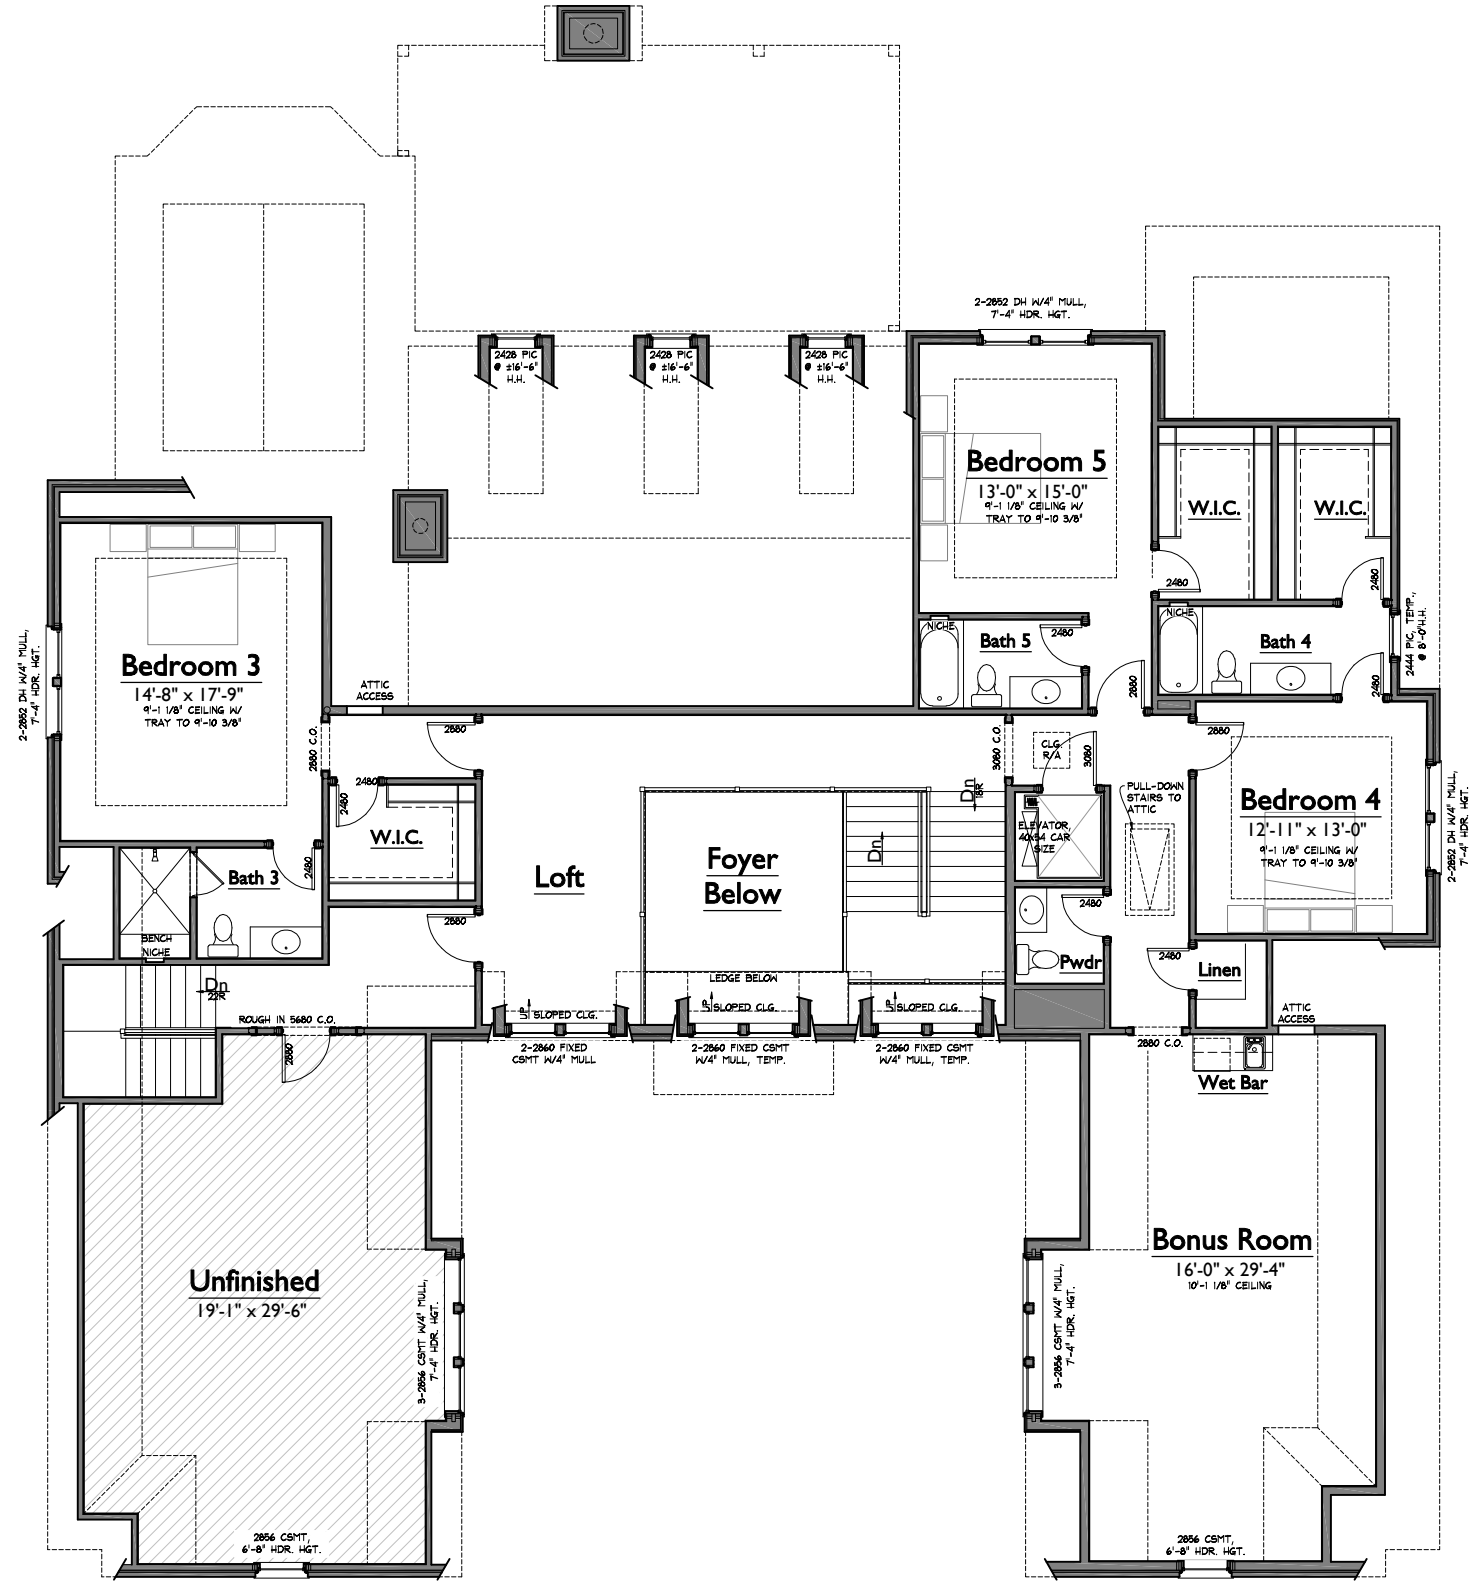 2-2852 DH W/4" MULL,
7'-4" HDR. HGT.
2428 PIC
@ ±16'-6"
H.H.
2428 PIC
@ ±16'-6"
H.H.
2428 PIC
@ ±16'-6"
H.H.
Bedroom 5
13'-0" x 15'-0"
9'-1 1/8" CEILING W/
TRAY TO 9'-10 3/8"
W.I.C.
W.I.C.
2480
2480
2444 PIC, TEMP.,
@ 8'-0"H.H.
NICHE
NICHE
Bath 5
2480
Bath 4
2480
2880
2-2852 DH W/4" MULL,
7'-4" HDR. HGT.
Bedroom 3
14'-8" x 17'-9"
9'-1 1/8" CEILING W/
TRAY TO 9'-10 3/8"
ATTIC
ACCESS
2880 C.O.
2880
3080 C.O.
CLG.
R/A
3080
2880
2480
2480
W.I.C.
Dn
18R
PULL-DOWN
STAIRS TO
ATTIC
Bedroom 4
12'-11" x 13'-0"
9'-1 1/8" CEILING W/
TRAY TO 9'-10 3/8"
2-2852 DH W/4" MULL,
7'-4" HDR. HGT.
ELEVATOR,
40x54 CAR
SIZE
Foyer
Below
Dn
Loft
Bath 3
2480
2880
2480
BENCH
NICHE
Pwdr
2480
Linen
Dn
22R
LEDGE BELOW
UP
SLOPED CLG.
UP
SLOPED CLG.
UP
SLOPED CLG.
ROUGH IN 5680 C.O.
2880
2-2860 FIXED
CSMT W/4" MULL
2-2860 FIXED CSMT
W/4" MULL, TEMP.
2-2860 FIXED CSMT
W/4" MULL, TEMP.
ATTIC
ACCESS
2880 C.O.
Wet Bar
Unfinished
19'-1" x 29'-6"
3-2856 CSMT W/4" MULL,
7'-4" HDR. HGT.
3-2856 CSMT W/4" MULL,
7'-4" HDR. HGT.
Bonus Room
16'-0" x 29'-4"
10'-1 1/8" CEILING
2856 CSMT,
6'-8" HDR. HGT.
2856 CSMT,
6'-8" HDR. HGT.